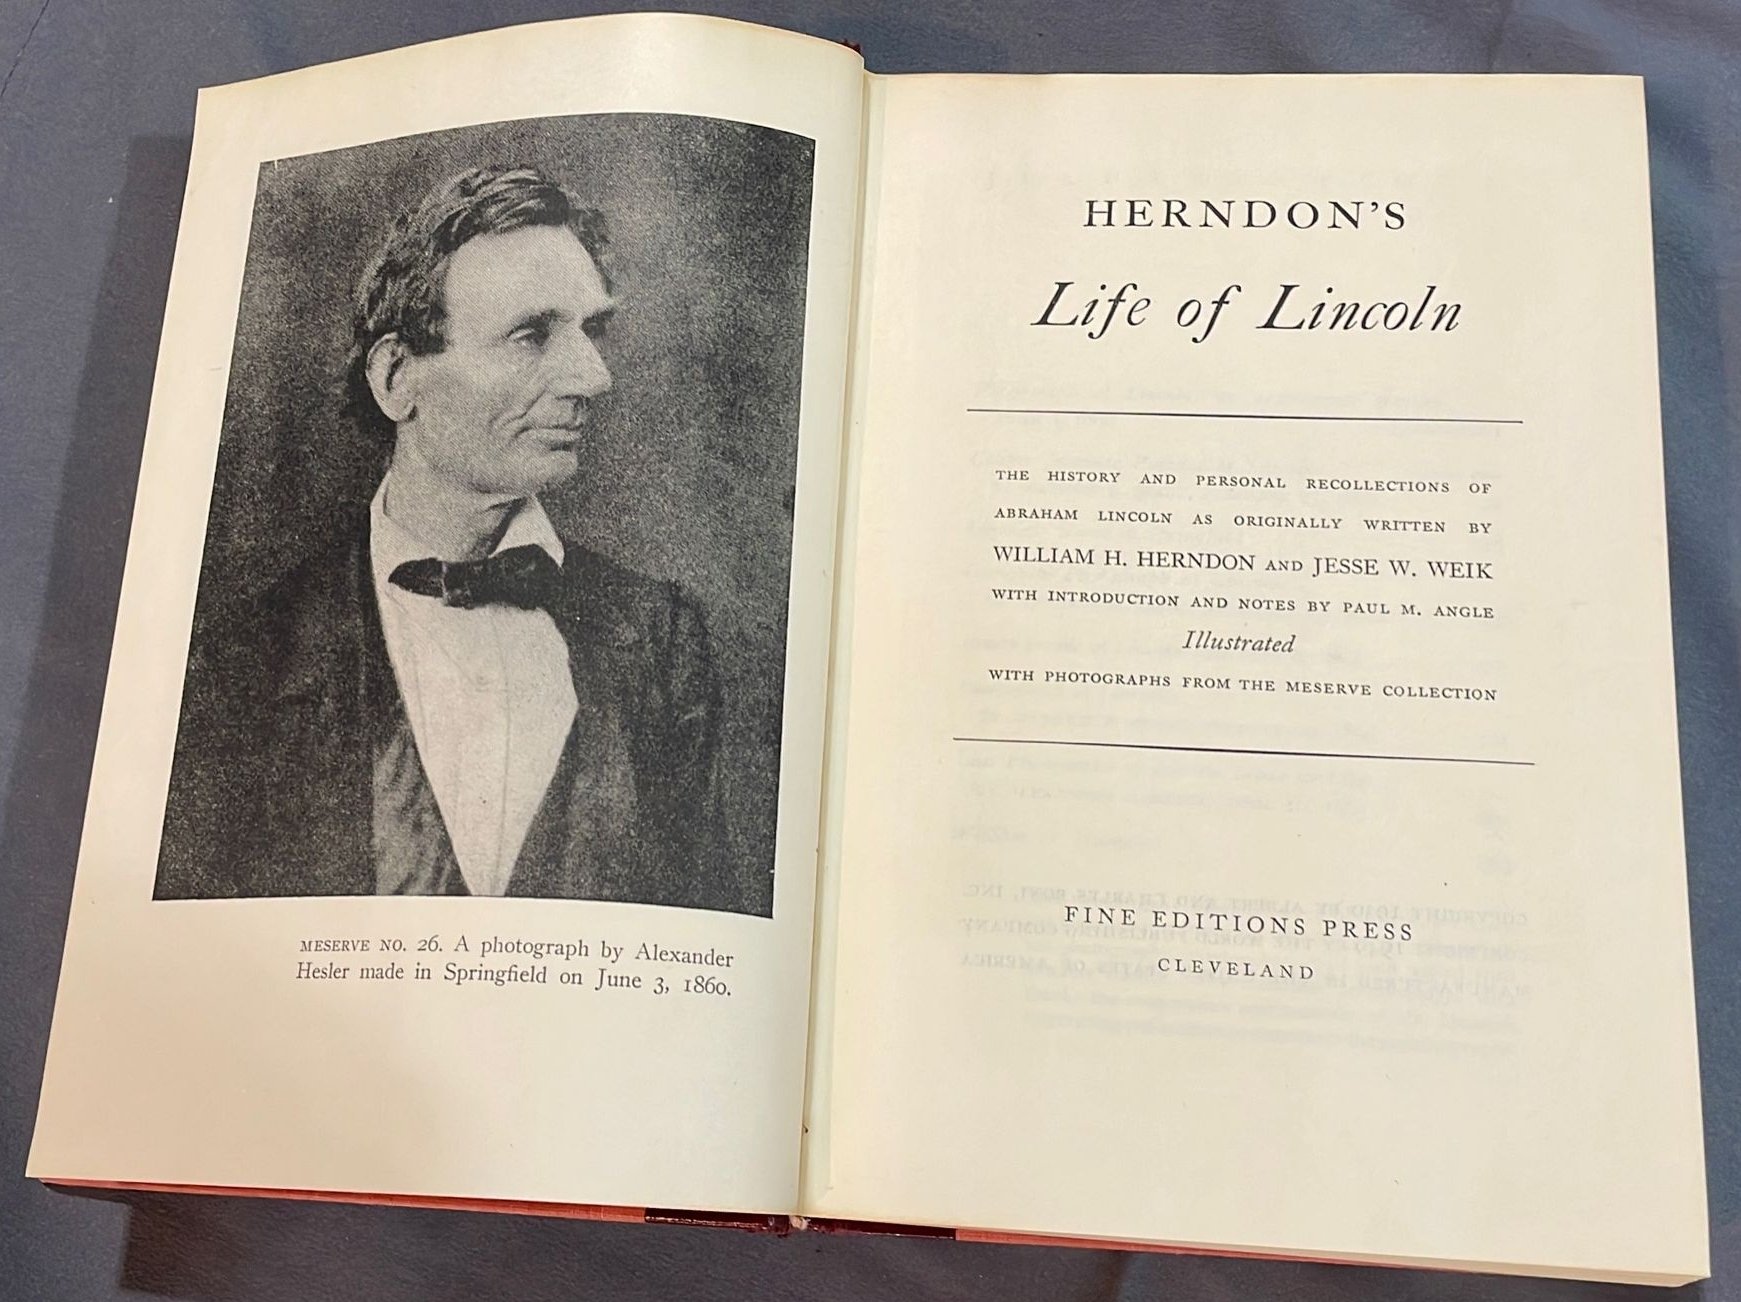 MESERVE NO. 26. A photograph by Alexander
Hesler made in Springfield on June 3, 1860.
HERNDON'S
Life of Lincoln
THE HISTORY AND PERSONAL RECOLLECTIONS OF
ABRAHAM LINCOLN AS ORIGINALLY WRITTEN BY
WILLIAM H. HERNDON AND JESSE W. WEIK
WITH INTRODUCTION AND NOTES BY PAUL M. ANGLE
Illustrated
WITH PHOTOGRAPHS FROM THE MESERVE COLLECTION
FINE EDITIONS PRESS
CLEVELAND